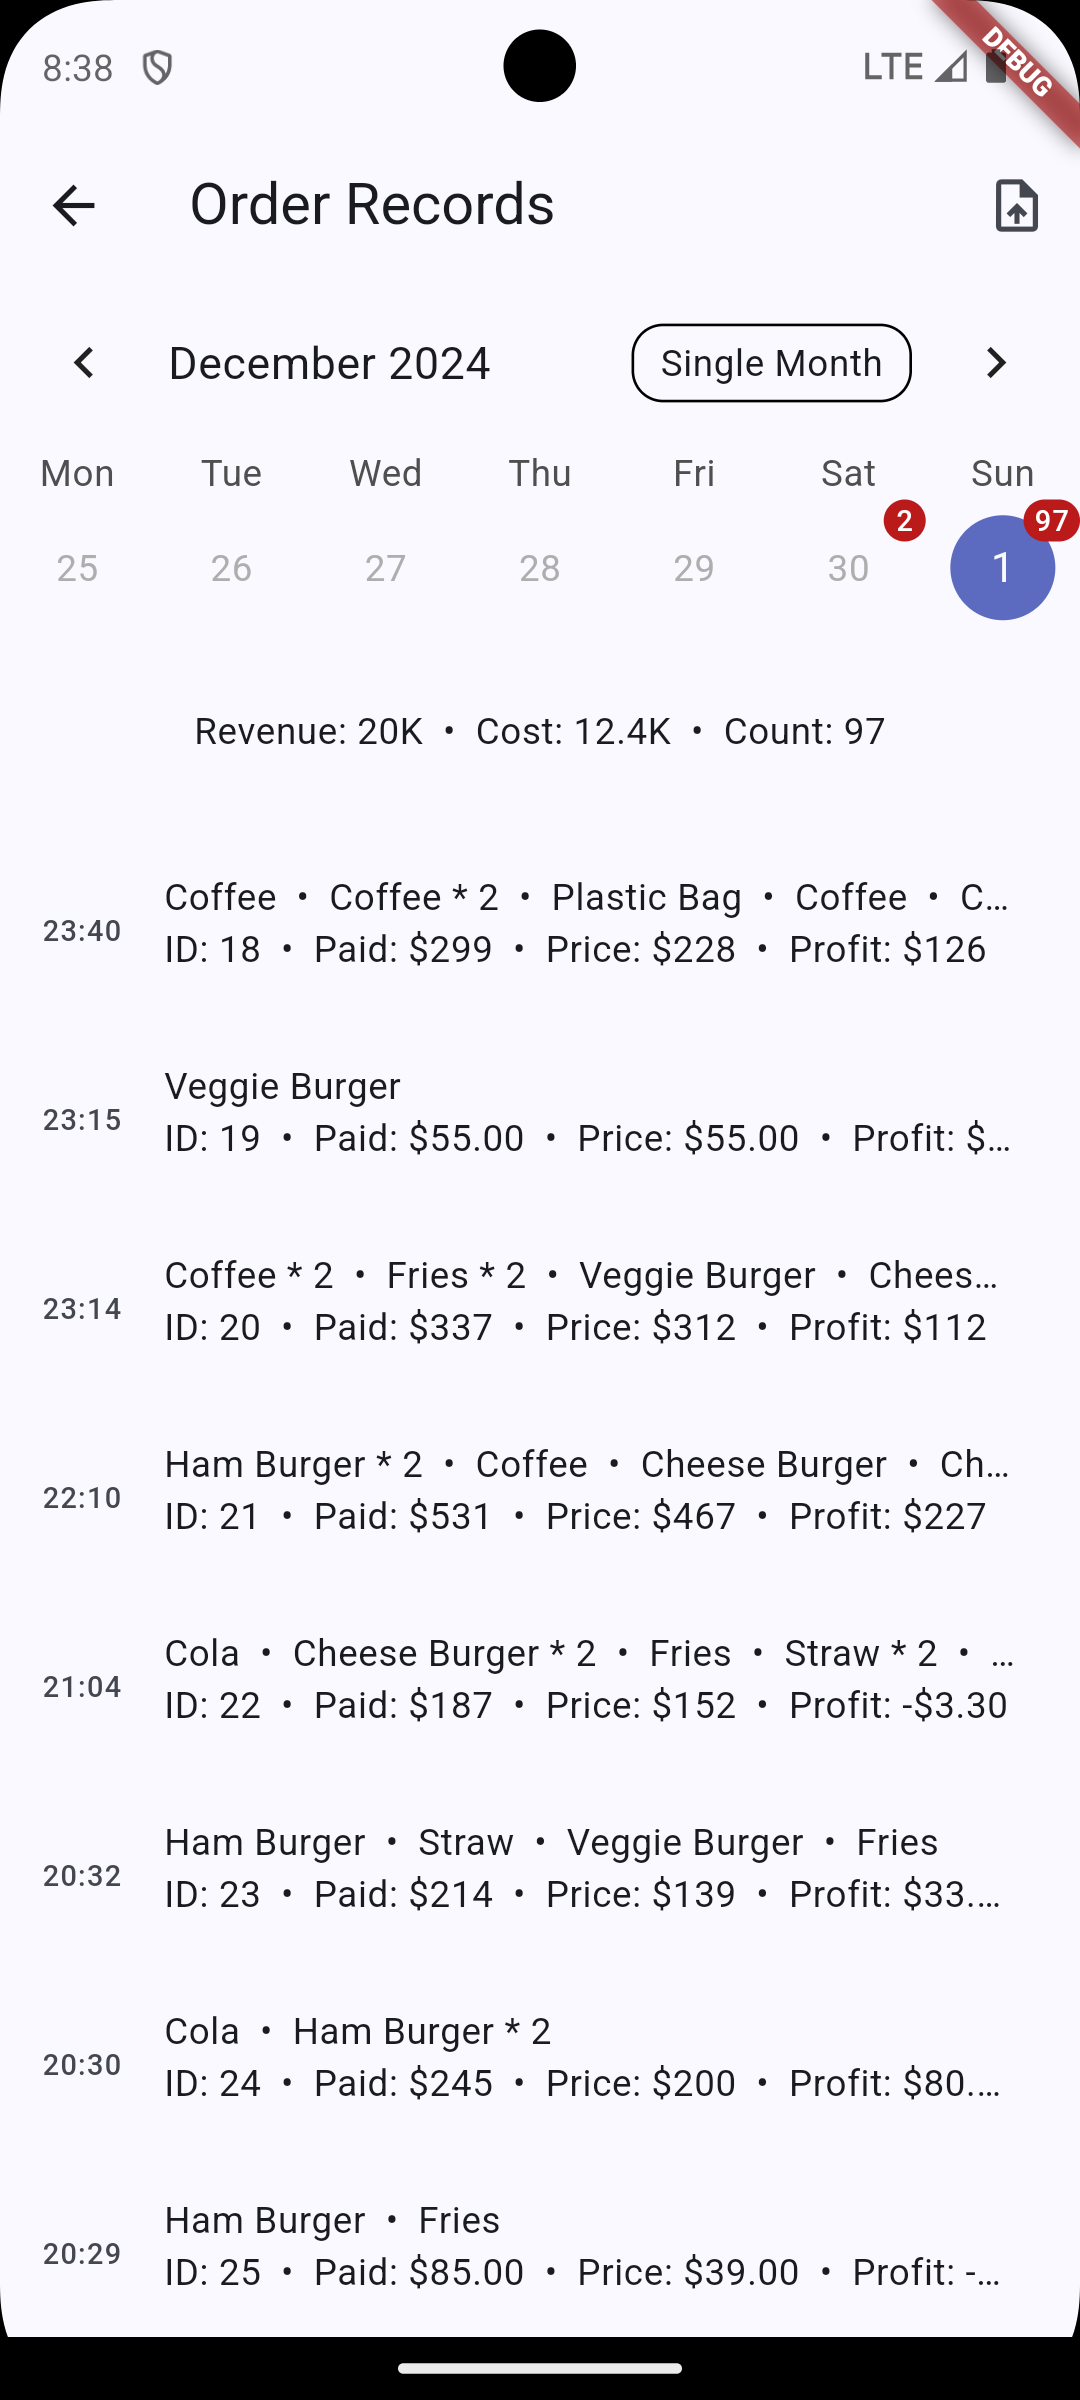 8:38 LTE DEBUG
Order Records
December 2024 Single Month
Mon Tue Wed Thu Fri Sat Sun
2 97
25 26 27 28 29 30 1
Revenue: 20K • Cost: 12.4K • Count: 97
Coffee • Coffee * 2 • Plastic Bag • Coffee • C...
23:40
ID: 18 • Paid: $299 • Price: $228 • Profit: $126
Veggie Burger
23:15
ID: 19 • Paid: $55.00 • Price: $55.00 • Profit: $...
Coffee * 2 • Fries * 2 • Veggie Burger • Chees...
23:14
ID: 20 • Paid: $337 • Price: $312 • Profit: $112
Ham Burger * 2 • Coffee • Cheese Burger • Ch...
22:10
ID: 21 • Paid: $531 • Price: $467 • Profit: $227
Cola • Cheese Burger * 2 • Fries • Straw * 2 • ...
21:04
ID: 22 • Paid: $187 • Price: $152 • Profit: -$3.30
Ham Burger • Straw • Veggie Burger • Fries
20:32
ID: 23 • Paid: $214 • Price: $139 • Profit: $33....
Cola • Ham Burger * 2
20:30
ID: 24 • Paid: $245 • Price: $200 • Profit: $80....
Ham Burger • Fries
20:29
ID: 25 • Paid: $85.00 • Price: $39.00 • Profit: -...